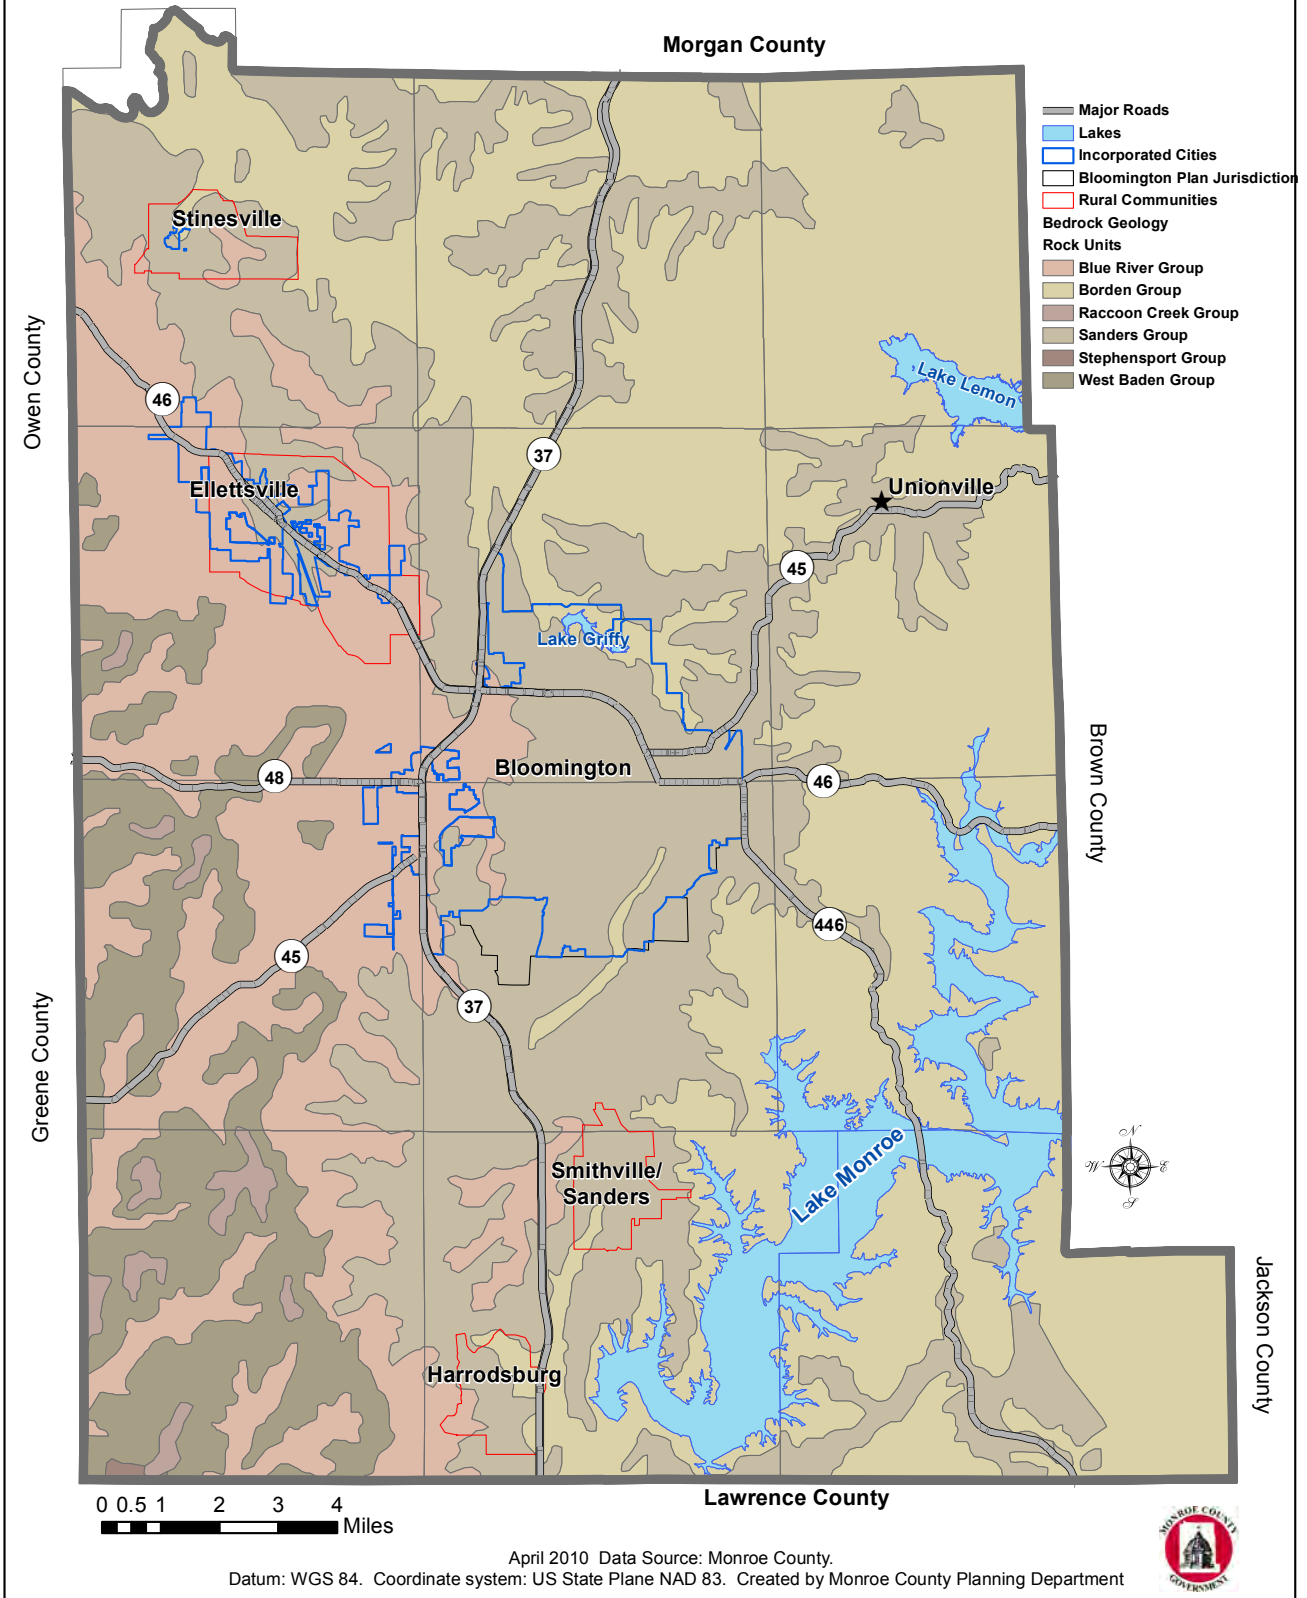 Morgan County
Major Roads
Lakes
Incorporated Cities
Bloomington Plan Jurisdiction
Rural Communities
Bedrock Geology
Rock Units
Blue River Group
Borden Group
Raccoon Creek Group
Sanders Group
Stephensport Group
West Baden Group
Stinesville
Owen County
46
Lake Lemon
37
Ellettsville
Unionville
45
Lake Griffy
Bloomington
48
46
Brown County
446
45
37
Greene County
Lake Monroe
Smithville/
Sanders
N
W
E
S
Jackson County
Harrodsburg
Lawrence County
0 0.5 1 2 3 4
Miles
MONROE COUNTY
GOVERNMENT
April 2010 Data Source: Monroe County.
Datum: WGS 84. Coordinate system: US State Plane NAD 83. Created by Monroe County Planning Department